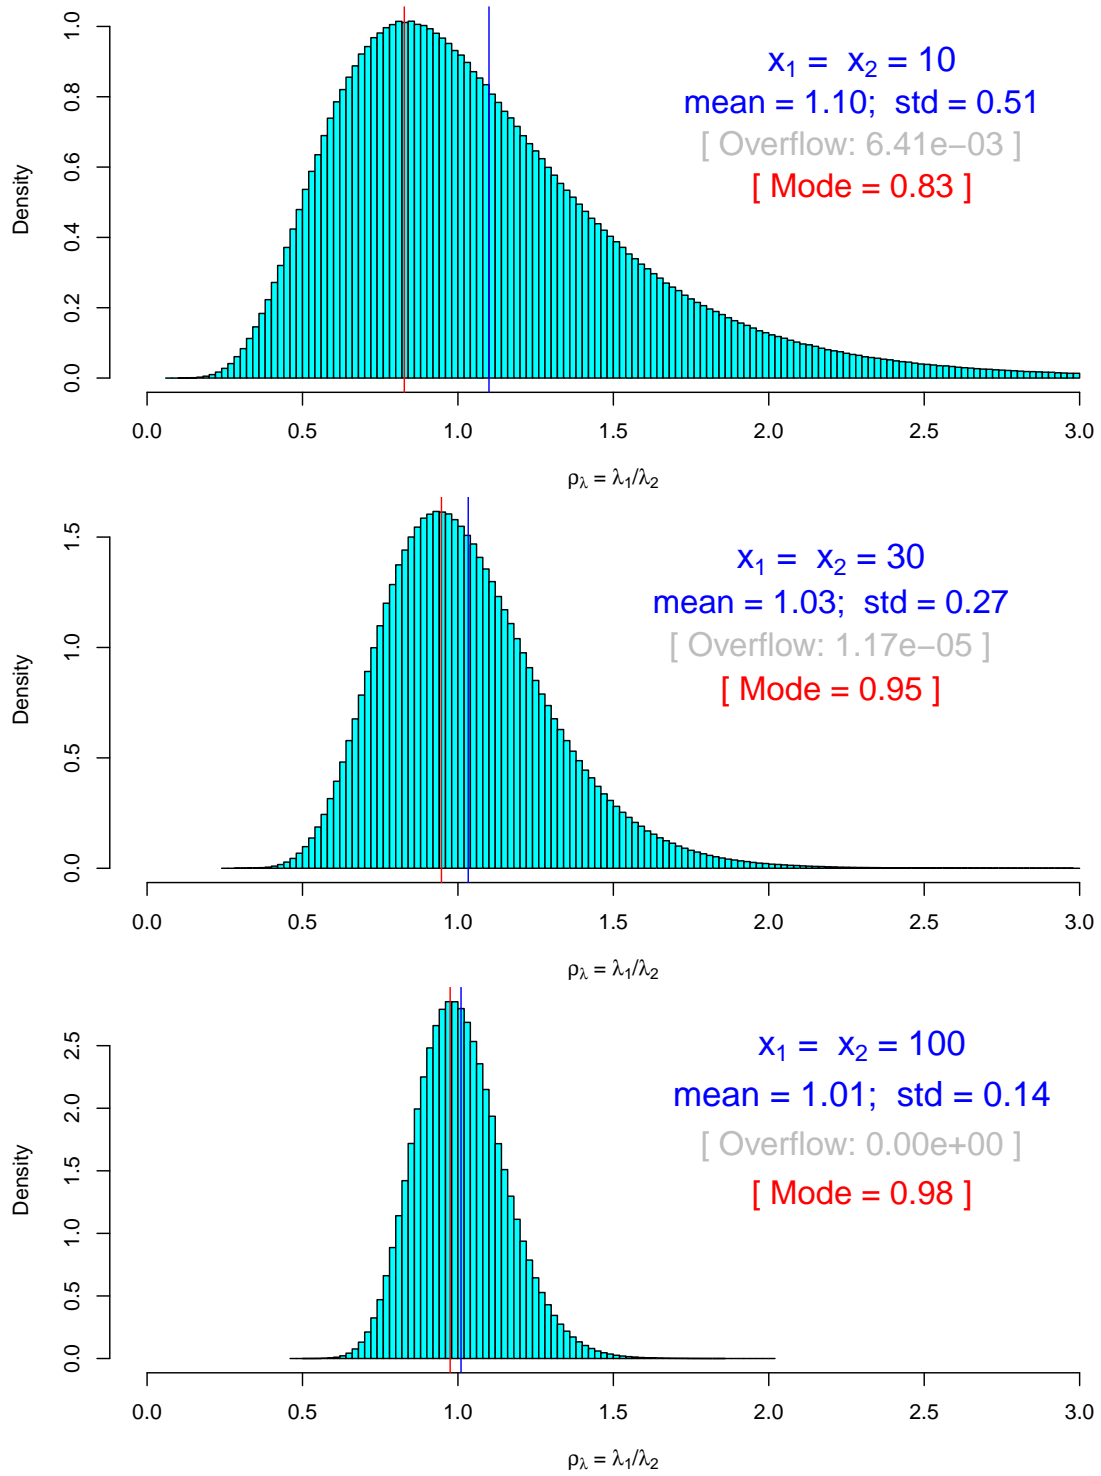 x₁ = x₂ = 10
mean = 1.10; std = 0.51
[ Overflow: 6.41e−03 ]
[ Mode = 0.83 ]
Density
0.0 0.2 0.4 0.6 0.8 1.0
0.0 0.5 1.0 1.5 2.0 2.5 3.0
ρλ = λ₁/λ₂
x₁ = x₂ = 30
mean = 1.03; std = 0.27
[ Overflow: 1.17e−05 ]
[ Mode = 0.95 ]
Density
0.0 0.5 1.0 1.5
0.0 0.5 1.0 1.5 2.0 2.5 3.0
ρλ = λ₁/λ₂
x₁ = x₂ = 100
mean = 1.01; std = 0.14
[ Overflow: 0.00e+00 ]
[ Mode = 0.98 ]
Density
0.0 0.5 1.0 1.5 2.0 2.5
0.0 0.5 1.0 1.5 2.0 2.5 3.0
ρλ = λ₁/λ₂